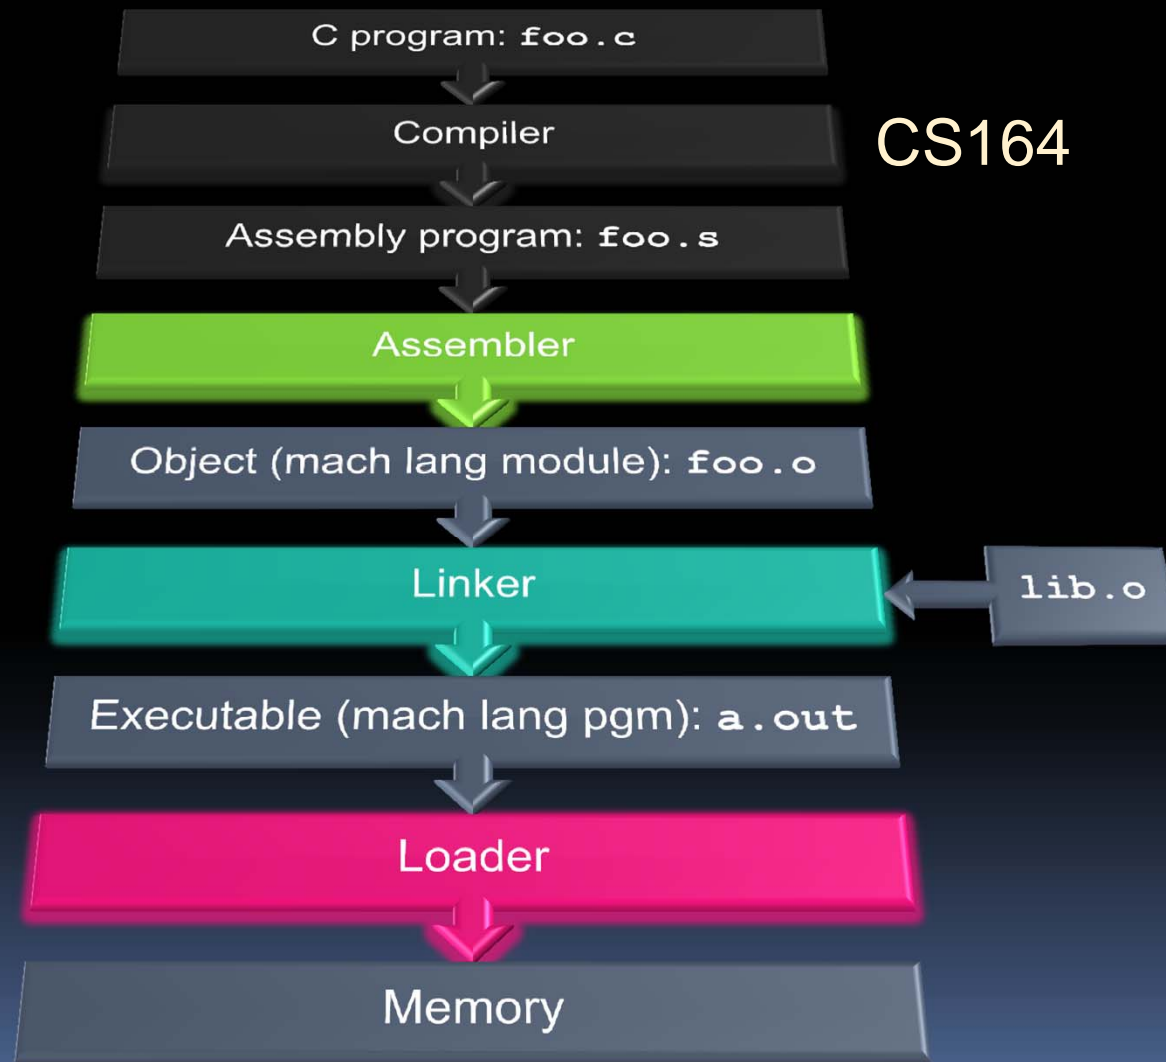 C program: foo.c
Compiler
CS164
Assembly program: foo.s
Assembler
Object (mach lang module): foo.o
Linker
lib.o
Executable (mach lang pgm): a.out
Loader
Memory